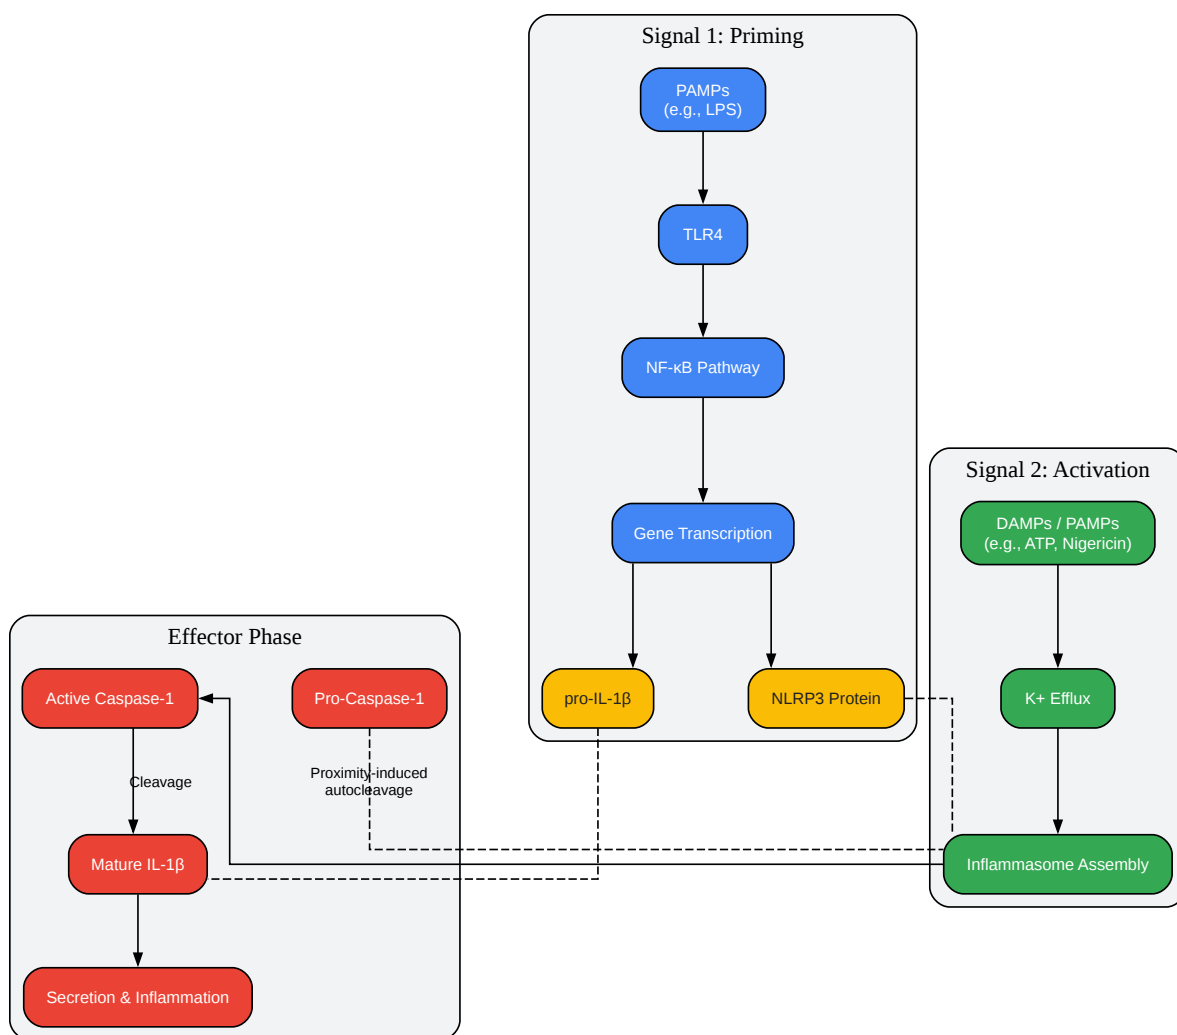 Signal 1: Priming
PAMPs
(e.g., LPS)
TLR4
NF-κB Pathway
Gene Transcription
pro-IL-1β
NLRP3 Protein
Signal 2: Activation
DAMPs / PAMPs
(e.g., ATP, Nigericin)
K+ Efflux
Inflammasome Assembly
Effector Phase
Active Caspase-1
Pro-Caspase-1
Cleavage
Proximity-induced
autocleavage
Mature IL-1β
Secretion & Inflammation